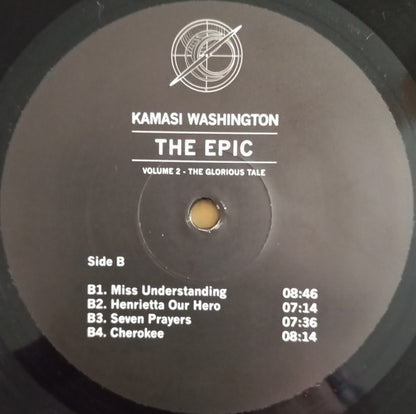 KAMASI WASHINGTON
THE EPIC
VOLUME 2 - THE GLORIOUS TALE
Side B
B1. Miss Understanding 08:46
B2. Henrietta Our Hero 07:14
B3. Seven Prayers 07:36
B4. Cherokee 08:14